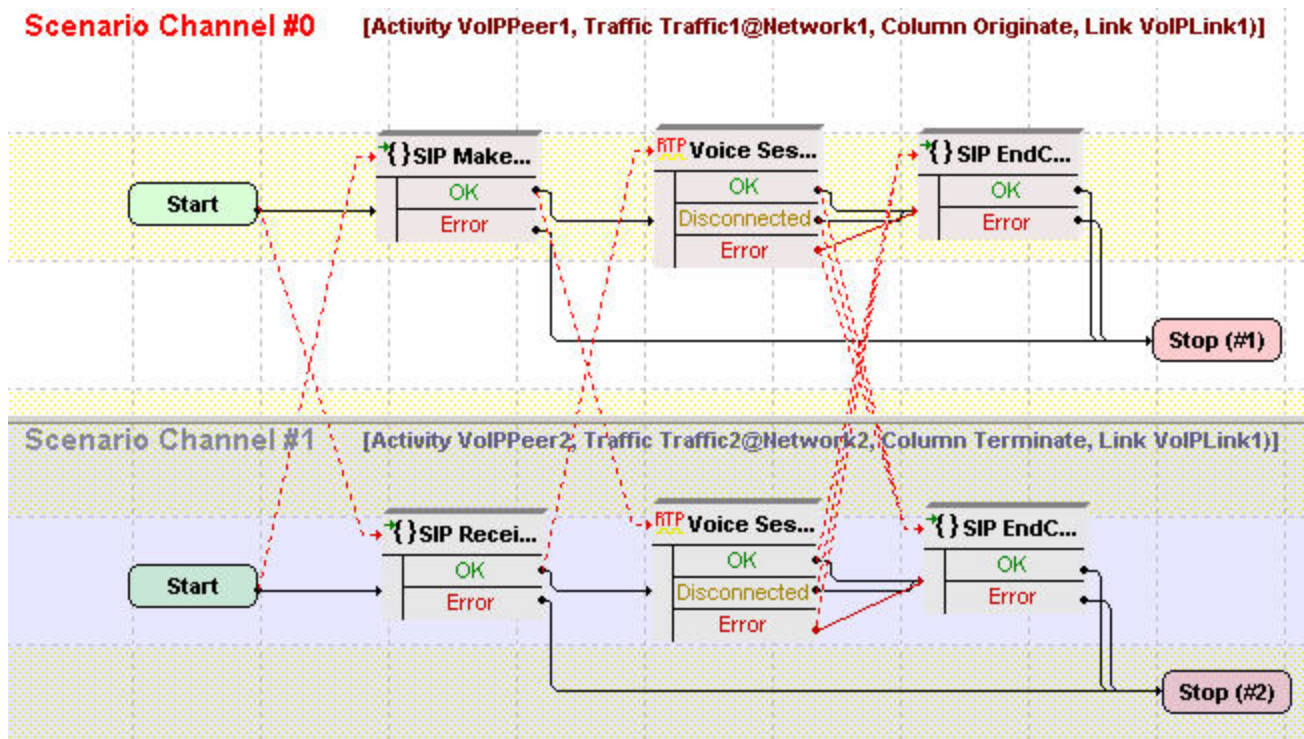 Scenario Channel #0 [Activity VoIPPeer1, Traffic Traffic1@Network1, Column Originate, Link VoIPLink1)]
{}SIP Make... RTP Voice Ses... {}SIP EndC...
Start OK OK OK
Error Disconnected Error
Error
Stop (#1)
Scenario Channel #1 [Activity VoIPPeer2, Traffic Traffic2@Network2, Column Terminate, Link VoIPLink1)]
{}SIP Recei... RTP Voice Ses... {}SIP EndC...
Start OK OK OK
Error Disconnected Error
Error
Stop (#2)